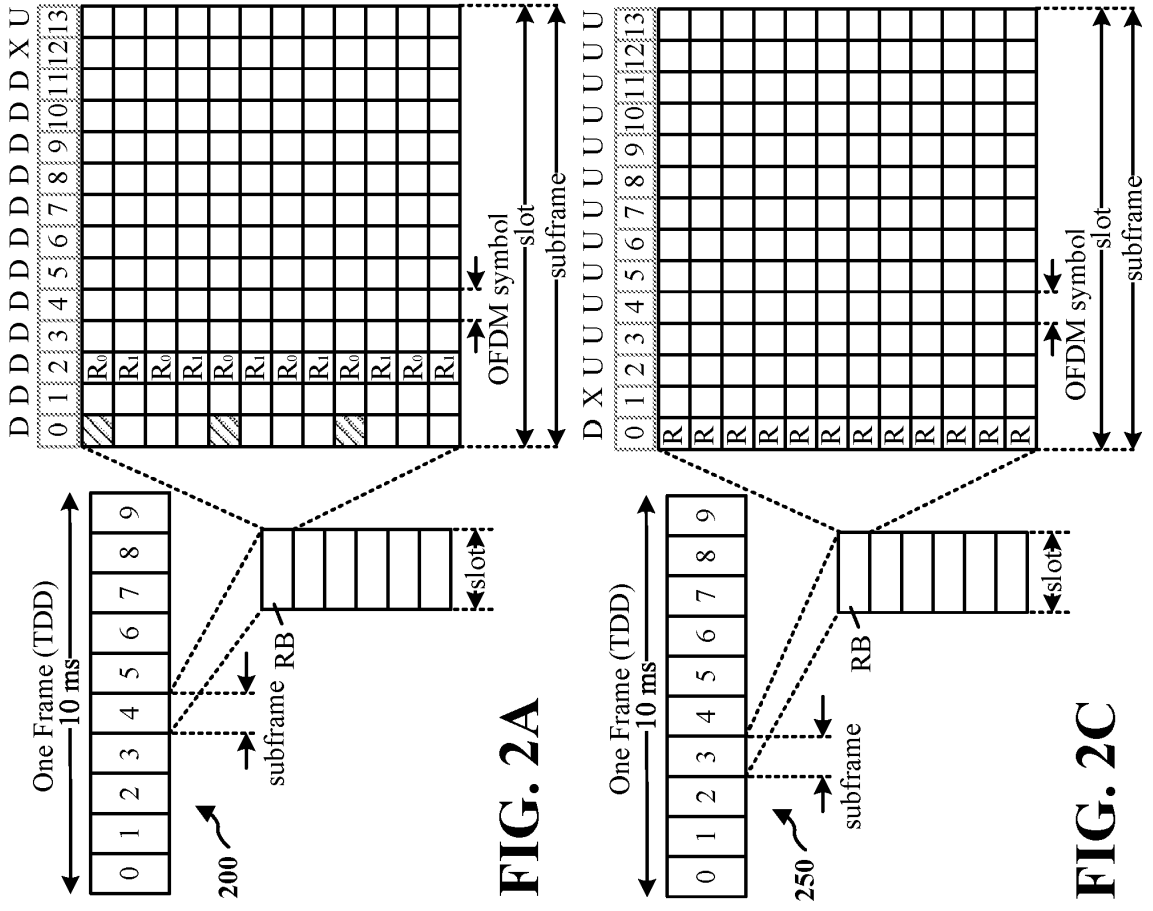 One Frame (TDD)
10 ms
0 1 2 3 4 5 6 7 8 9
subframe
200
RB
slot
D D D D D D D D D D D D X U
0 1 2 3 4 5 6 7 8 9 10 11 12 13
R₀
R₁
R₀
R₁
R₀
R₁
R₀
R₁
R₀
R₁
R₀
R₁
OFDM symbol
slot
subframe
FIG. 2A
One Frame (TDD)
10 ms
0 1 2 3 4 5 6 7 8 9
subframe
250
RB
slot
D X U U U U U U U U U U U U
0 1 2 3 4 5 6 7 8 9 10 11 12 13
R
R
R
R
R
R
R
R
R
R
R
R
OFDM symbol
slot
subframe
FIG. 2C